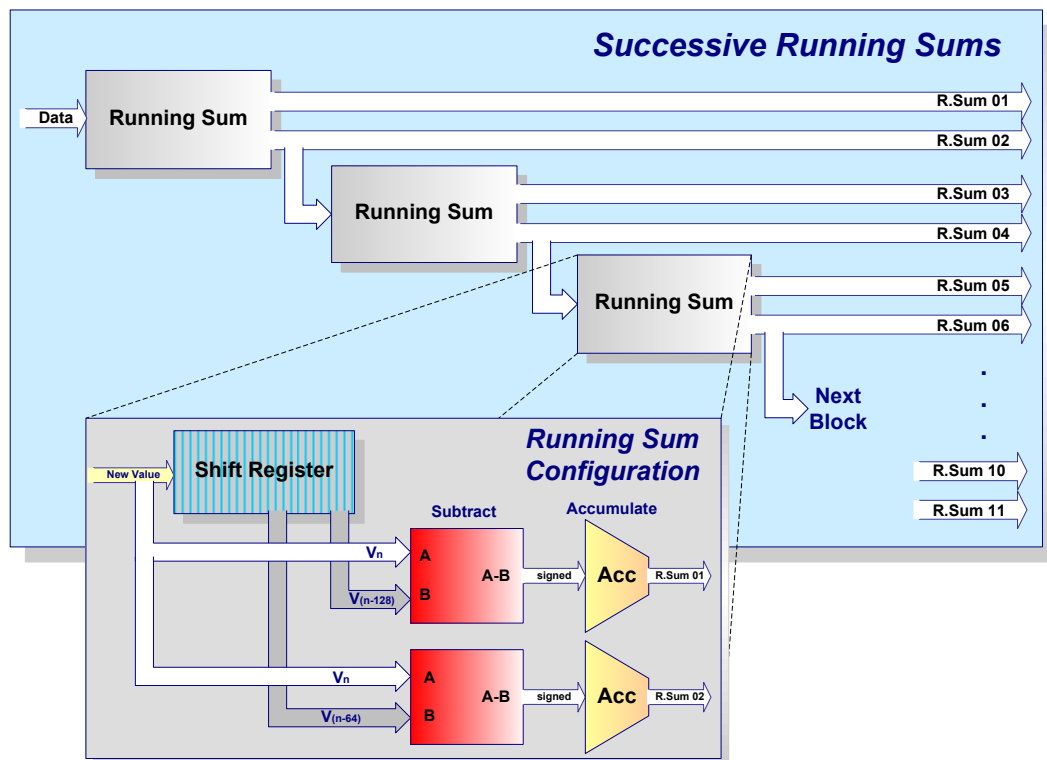 Successive Running Sums
Data
Running Sum
R.Sum 01
R.Sum 02
Running Sum
R.Sum 03
R.Sum 04
Running Sum
R.Sum 05
R.Sum 06
Next
Block
.
.
.
R.Sum 10
R.Sum 11
Running Sum
Configuration
New Value
Shift Register
Subtract
Accumulate
Vn
A
A-B
B
V(n-128)
signed
Acc
R.Sum 01
Vn
A
A-B
B
V(n-64)
signed
Acc
R.Sum 02